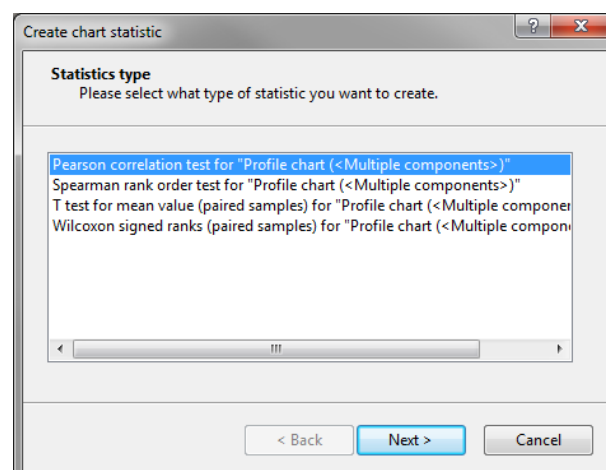 Create chart statistic
?
Statistics type
Please select what type of statistic you want to create.
Pearson correlation test for "Profile chart (<Multiple components>)"
Spearman rank order test for "Profile chart (<Multiple components>)"
T test for mean value (paired samples) for "Profile chart (<Multiple componen
Wilcoxon signed ranks (paired samples) for "Profile chart (<Multiple compone
< Back Next > Cancel